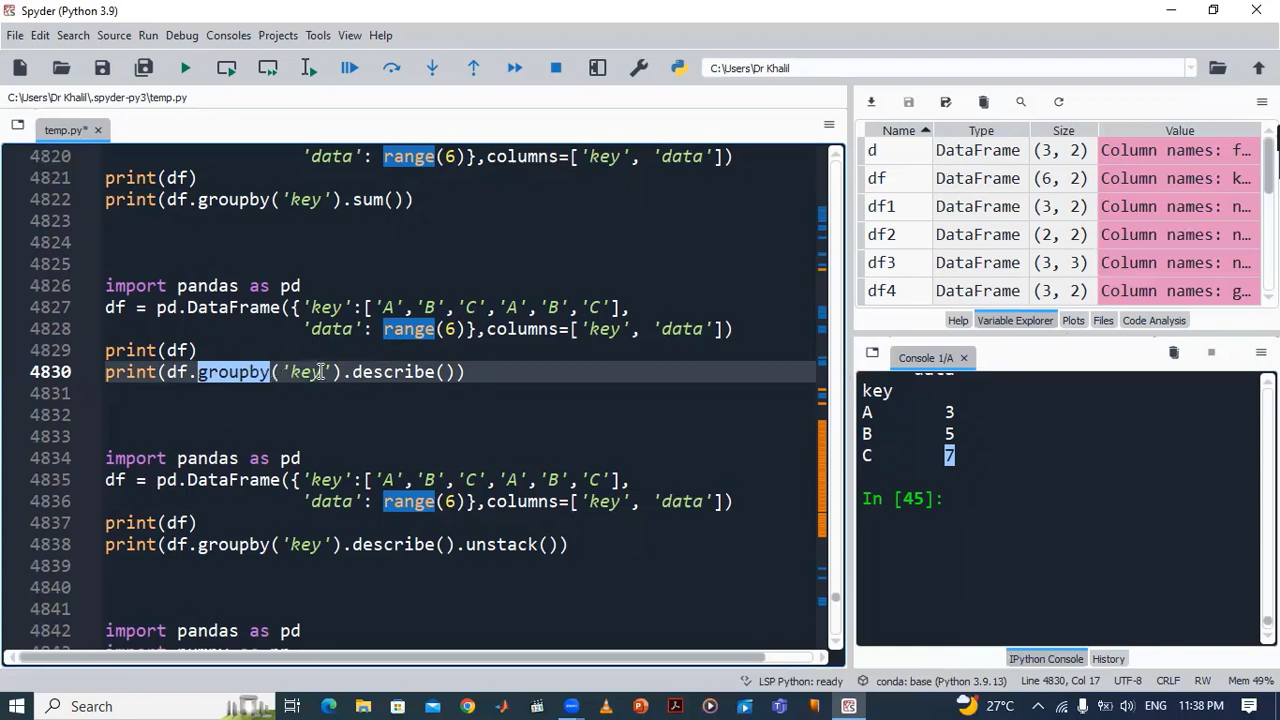 Spyder (Python 3.9)
File Edit Search Source Run Debug Consoles Projects Tools View Help
C:\Users\Dr Khalil
C:\Users\Dr Khalil\.spyder-py3\temp.py
temp.py*
4820 'data': range(6)},columns=['key', 'data'])
4821 print(df)
4822 print(df.groupby('key').sum())
4823
4824
4825
4826 import pandas as pd
4827 df = pd.DataFrame({'key':['A','B','C','A','B','C'],
4828 'data': range(6)},columns=['key', 'data'])
4829 print(df)
4830 print(df.groupby('key').describe())
4831
4832
4833
4834 import pandas as pd
4835 df = pd.DataFrame({'key':['A','B','C','A','B','C'],
4836 'data': range(6)},columns=['key', 'data'])
4837 print(df)
4838 print(df.groupby('key').describe().unstack())
4839
4840
4841
4842 import pandas as pd
Name Type Size Value
d DataFrame (3, 2) Column names: f...
df DataFrame (6, 2) Column names: k...
df1 DataFrame (3, 2) Column names: n...
df2 DataFrame (2, 2) Column names: n...
df3 DataFrame (3, 3) Column names: n...
df4 DataFrame (3, 2) Column names: g...
Help Variable Explorer Plots Files Code Analysis
Console 1/A
key
A 3
B 5
C 7
In [45]:
IPython Console History
LSP Python: ready conda: base (Python 3.9.13) Line 4830, Col 17 UTF-8 CRLF RW Mem 49%
Search
27°C ENG 11:38 PM